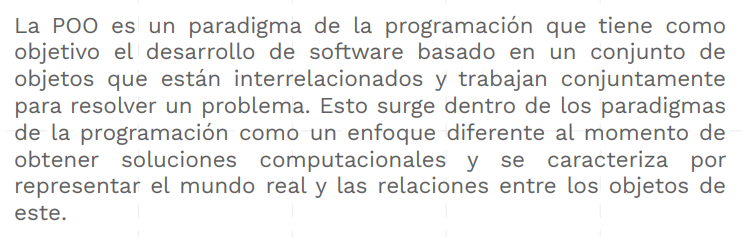 La POO es un paradigma de la programación que tiene como
objetivo el desarrollo de software basado en un conjunto de
objetos que están interrelacionados y trabajan conjuntamente
para resolver un problema. Esto surge dentro de los paradigmas
de la programación como un enfoque diferente al momento de
obtener soluciones computacionales y se caracteriza por
representar el mundo real y las relaciones entre los objetos de
este.